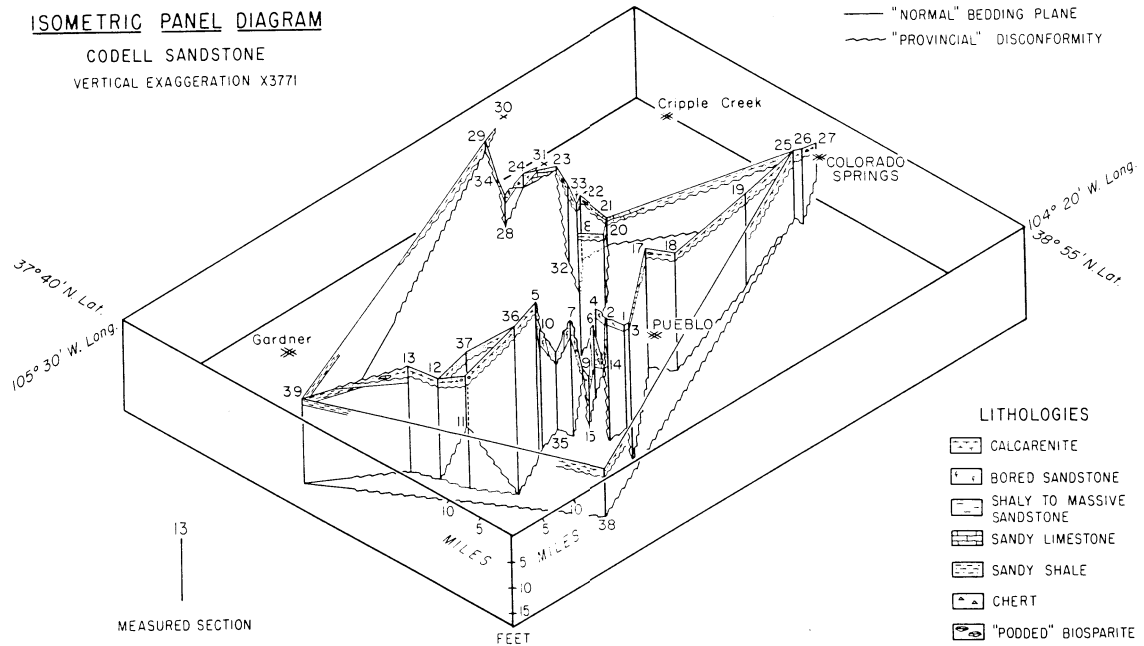 ISOMETRIC PANEL DIAGRAM
CODELL SANDSTONE
VERTICAL EXAGGERATION X3771
"NORMAL" BEDDING PLANE
"PROVINCIAL" DISCONFORMITY
30
Cripple Creek
29
31
23
25
26
27
24
COLORADO
SPRINGS
34
33
22
19
21
104° 20' W. Long.
28
8
20
38° 55' N. Lat.
17
18
32
37° 40' N. Lat.
5
4
7
2
1
105° 30' W. Long.
6
3
PUEBLO
36
10
Gardner
37
13
12
9
14
39
11
15
35
10
5
10
5
38
MILES
MILES
5
10
15
FEET
13
MEASURED SECTION
LITHOLOGIES
CALCARENITE
BORED SANDSTONE
SHALY TO MASSIVE
SANDSTONE
SANDY LIMESTONE
SANDY SHALE
CHERT
"PODDED" BIOSPARITE